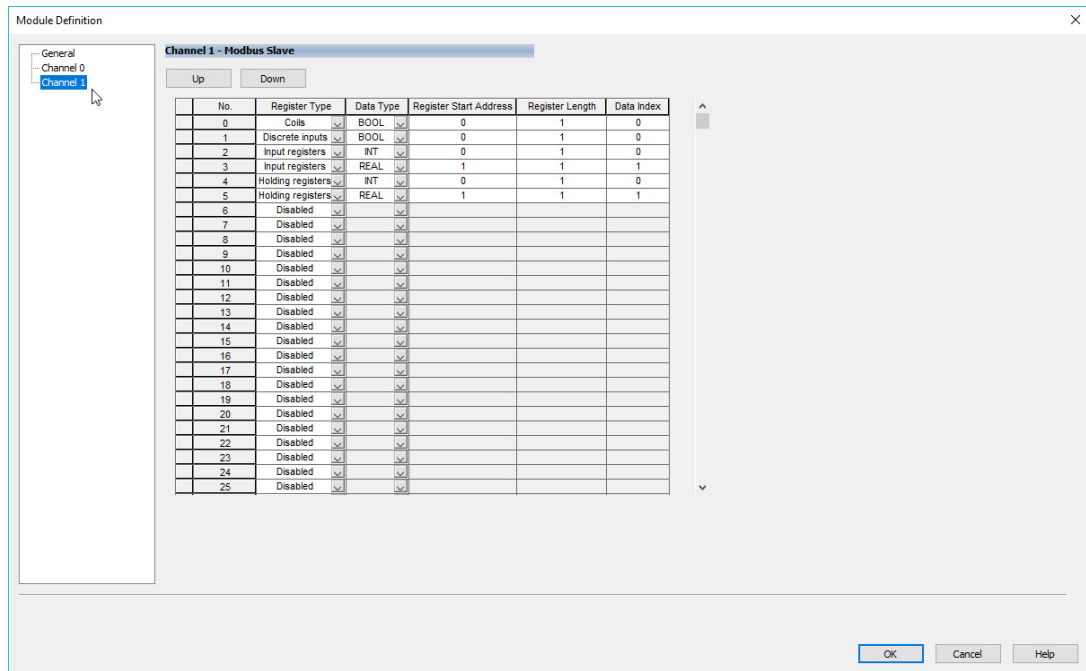 Module Definition
General
Channel 0
Channel 1
Channel 1 - Modbus Slave
Up Down
No. Register Type Data Type Register Start Address Register Length Data Index
0 Coils BOOL 0 1 0
1 Discrete inputs BOOL 0 1 0
2 Input registers INT 0 1 0
3 Input registers REAL 1 1 1
4 Holding registers INT 0 1 0
5 Holding registers REAL 1 1 1
6 Disabled
7 Disabled
8 Disabled
9 Disabled
10 Disabled
11 Disabled
12 Disabled
13 Disabled
14 Disabled
15 Disabled
16 Disabled
17 Disabled
18 Disabled
19 Disabled
20 Disabled
21 Disabled
22 Disabled
23 Disabled
24 Disabled
25 Disabled
OK Cancel Help